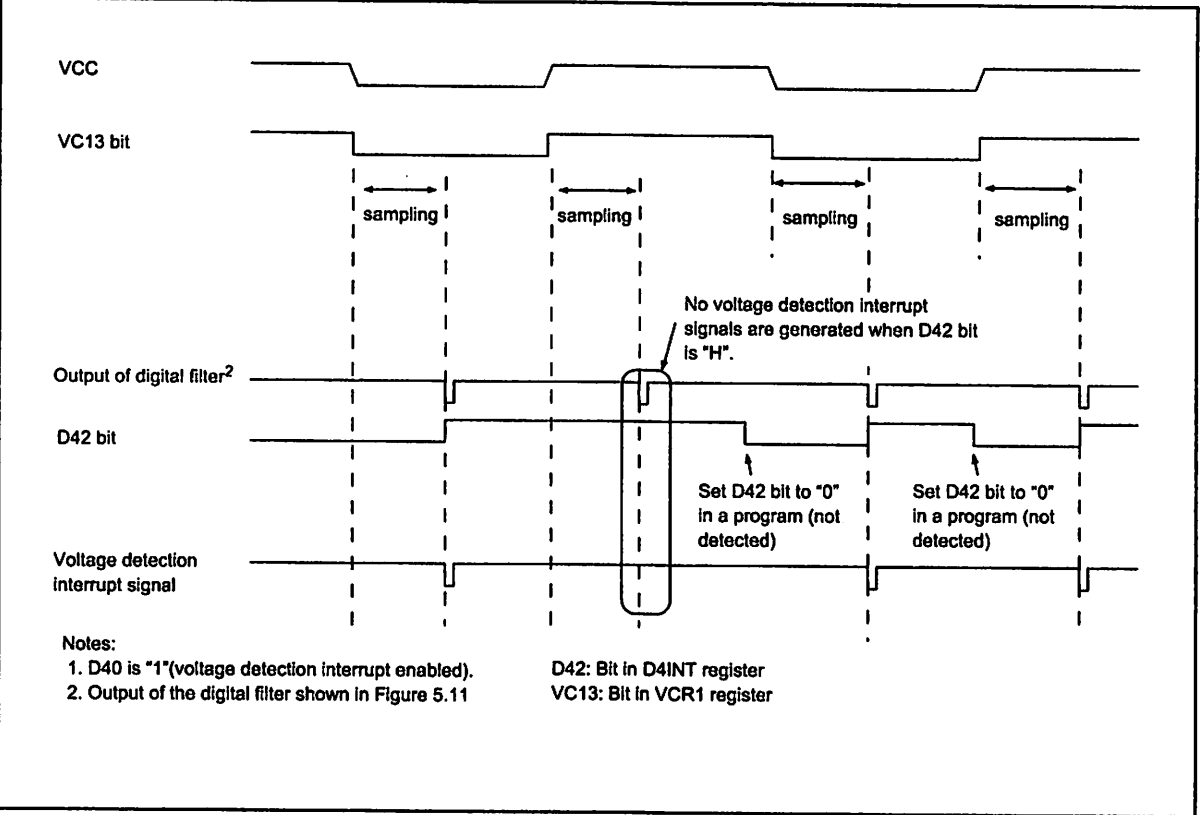 VCC
VC13 bit
sampling
sampling
sampling
sampling
No voltage detection interrupt
signals are generated when D42 bit
is "H".
Output of digital filter2
D42 bit
Set D42 bit to "0"
in a program (not
detected)
Set D42 bit to "0"
in a program (not
detected)
Voltage detection
interrupt signal
Notes:
1. D40 is "1"(voltage detection interrupt enabled).
D42: Bit in D4INT register
2. Output of the digital filter shown in Figure 5.11
VC13: Bit in VCR1 register